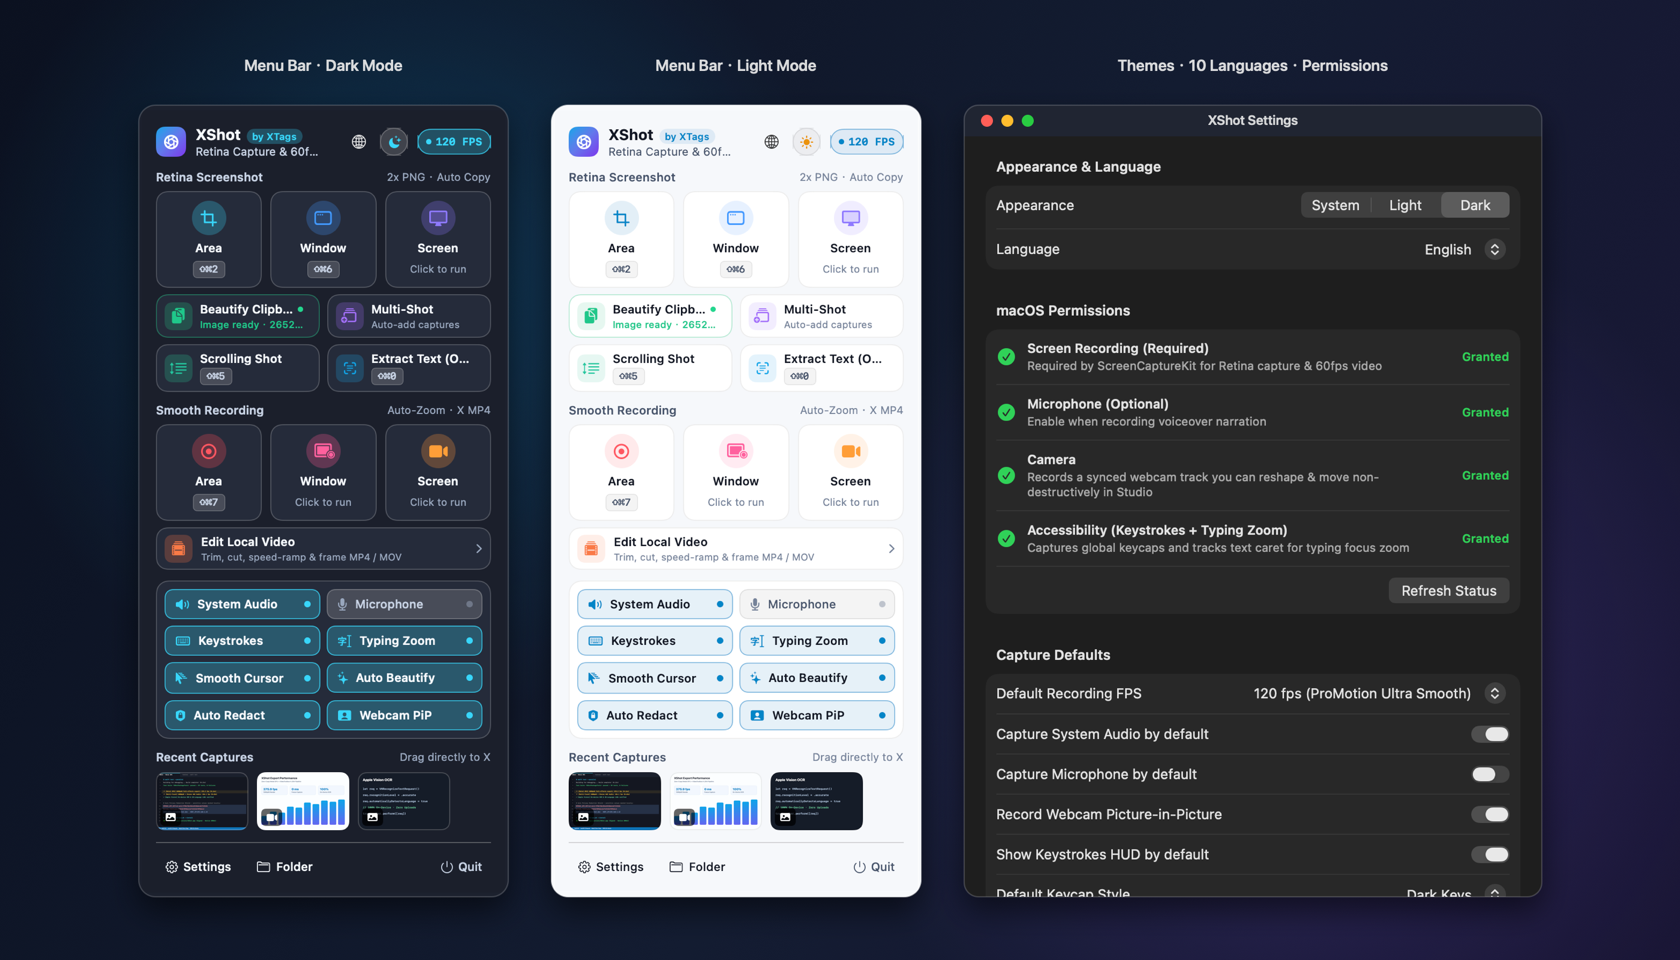 Menu Bar · Dark Mode
XShot by XTags
Retina Capture & 60f...
120 FPS
Retina Screenshot
2x PNG · Auto Copy
Area
⇧⌘2
Window
⇧⌘6
Screen
Click to run
Beautify Clipb...
Image ready · 2652...
Multi-Shot
Auto-add captures
Scrolling Shot
⇧⌘5
Extract Text (O...
⇧⌘0
Smooth Recording
Auto-Zoom · X MP4
Area
⇧⌘7
Window
Click to run
Screen
Click to run
Edit Local Video
Trim, cut, speed-ramp & frame MP4 / MOV
System Audio
Microphone
Keystrokes
Typing Zoom
Smooth Cursor
Auto Beautify
Auto Redact
Webcam PiP
Recent Captures
Drag directly to X
Apple Vision OCR
Settings
Folder
Quit
Menu Bar · Light Mode
XShot by XTags
Retina Capture & 60f...
120 FPS
Retina Screenshot
2x PNG · Auto Copy
Area
⇧⌘2
Window
⇧⌘6
Screen
Click to run
Beautify Clipb...
Image ready · 2652...
Multi-Shot
Auto-add captures
Scrolling Shot
⇧⌘5
Extract Text (O...
⇧⌘0
Smooth Recording
Auto-Zoom · X MP4
Area
⇧⌘7
Window
Click to run
Screen
Click to run
Edit Local Video
Trim, cut, speed-ramp & frame MP4 / MOV
System Audio
Microphone
Keystrokes
Typing Zoom
Smooth Cursor
Auto Beautify
Auto Redact
Webcam PiP
Recent Captures
Drag directly to X
Apple Vision OCR
Settings
Folder
Quit
Themes · 10 Languages · Permissions
XShot Settings
Appearance & Language
Appearance
System
Light
Dark
Language
English
macOS Permissions
Screen Recording (Required)
Required by ScreenCaptureKit for Retina capture & 60fps video
Granted
Microphone (Optional)
Enable when recording voiceover narration
Granted
Camera
Records a synced webcam track you can reshape & move non-
destructively in Studio
Granted
Accessibility (Keystrokes + Typing Zoom)
Captures global keycaps and tracks text caret for typing focus zoom
Granted
Refresh Status
Capture Defaults
Default Recording FPS
120 fps (ProMotion Ultra Smooth)
Capture System Audio by default
Capture Microphone by default
Record Webcam Picture-in-Picture
Show Keystrokes HUD by default
Default Keycap Style
Dark Keys